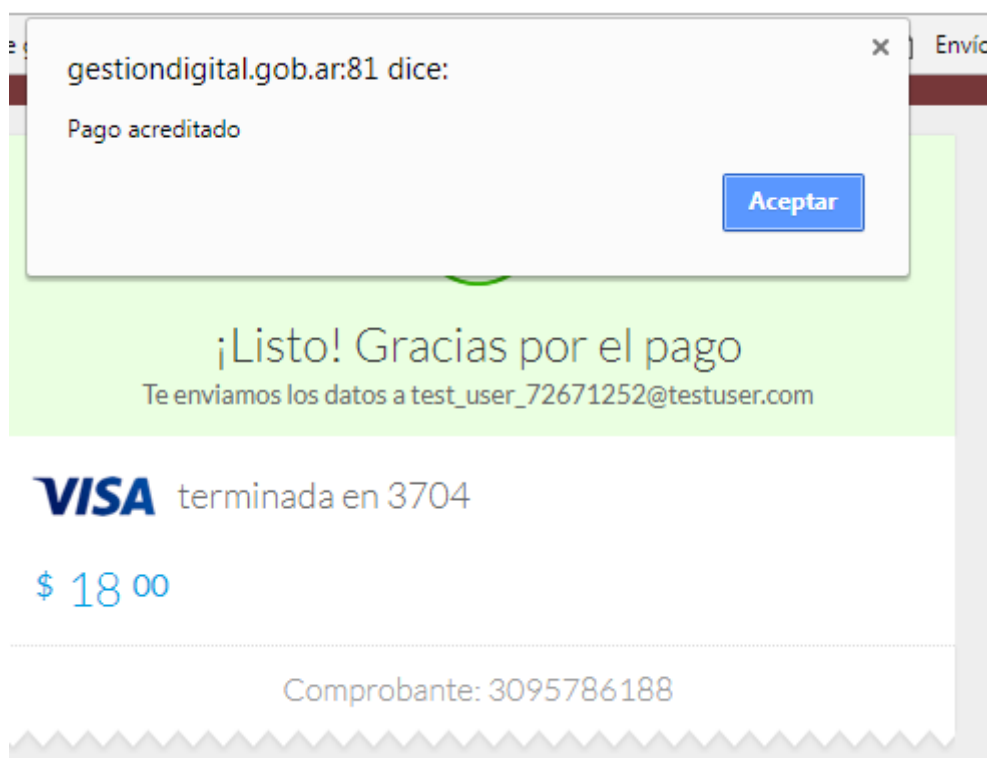 Envío
gestiondigital.gob.ar:81 dice:
Pago acreditado
Aceptar
¡Listo! Gracias por el pago
Te enviamos los datos a test_user_72671252@testuser.com
VISA terminada en 3704
$ 18 00
Comprobante: 3095786188